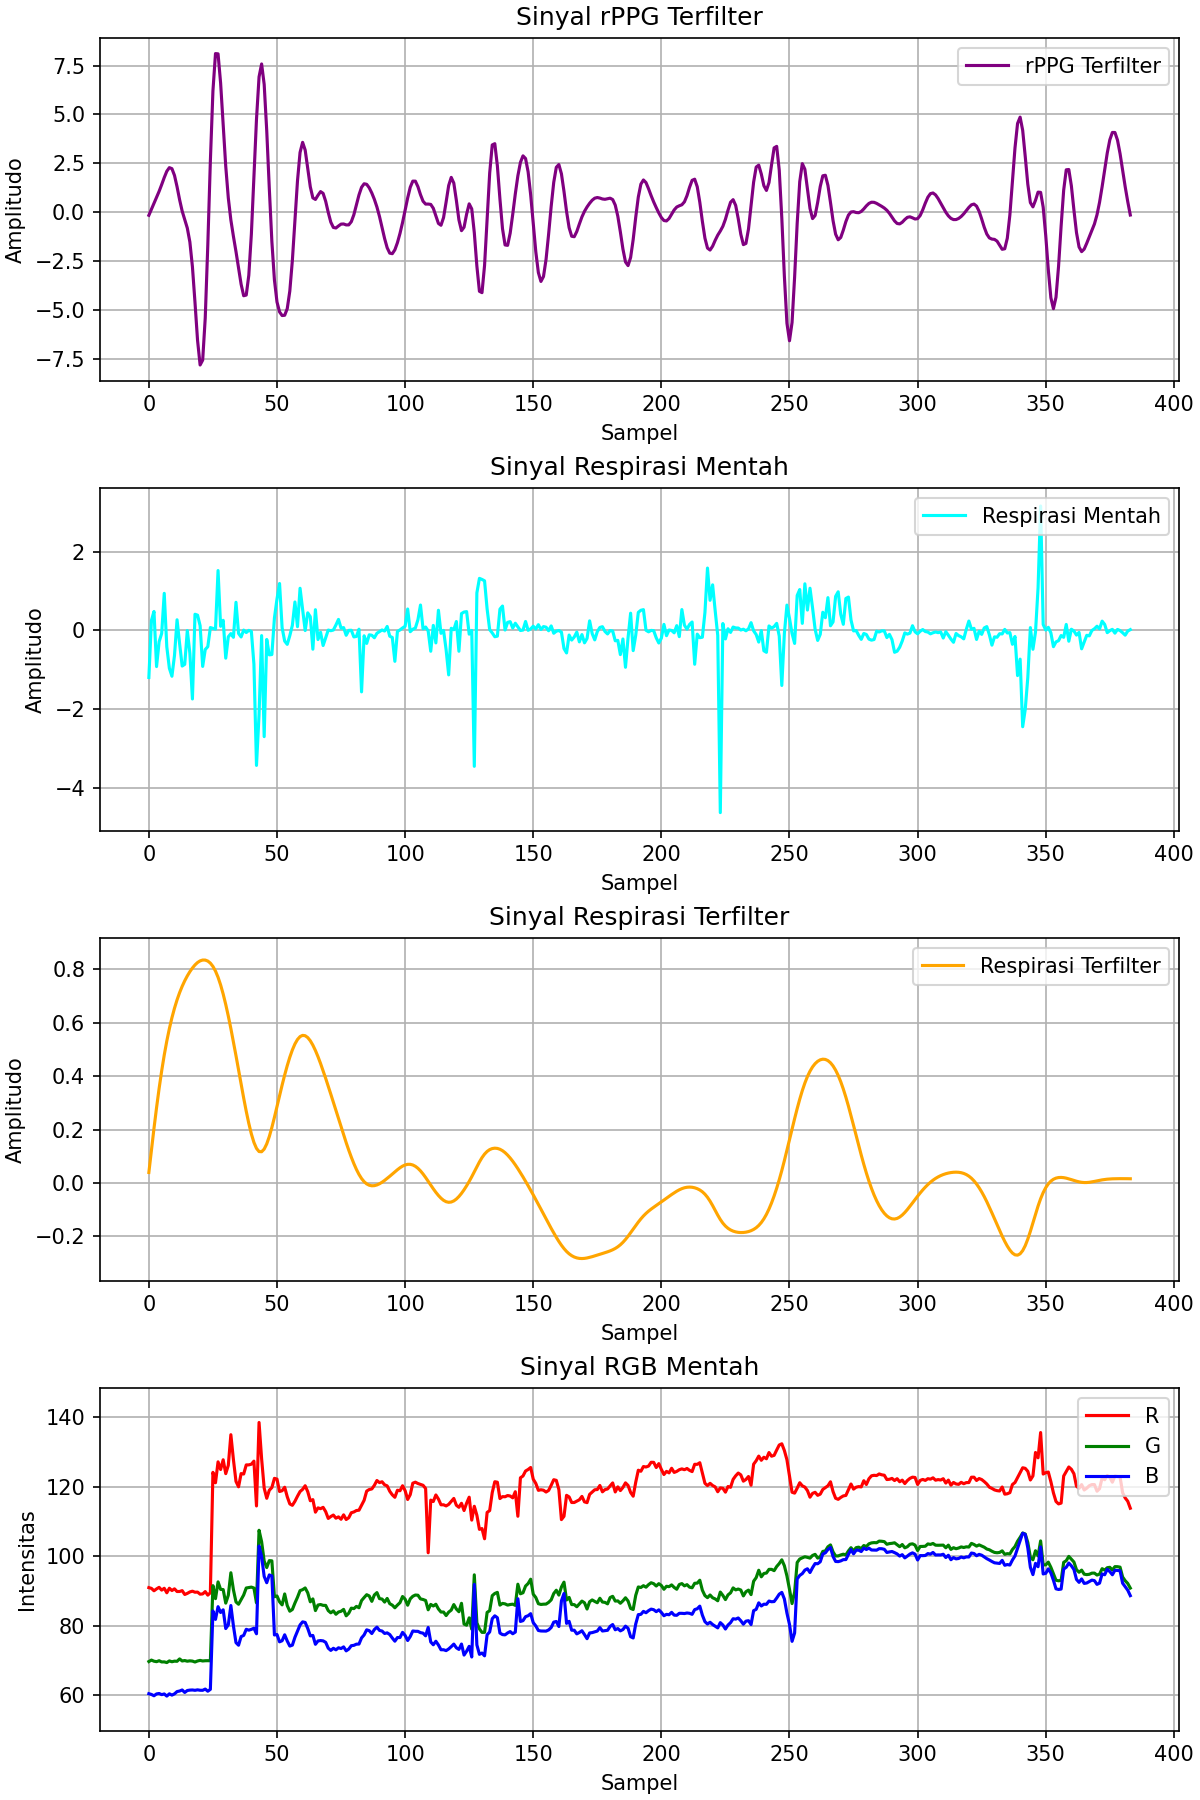 Sinyal rPPG Terfilter
rPPG Terfilter
Amplitudo
7.5
5.0
2.5
0.0
−2.5
−5.0
−7.5
0 50 100 150 200 250 300 350 400
Sampel
Sinyal Respirasi Mentah
Respirasi Mentah
Amplitudo
2
0
−2
−4
0 50 100 150 200 250 300 350 400
Sampel
Sinyal Respirasi Terfilter
Respirasi Terfilter
Amplitudo
0.8
0.6
0.4
0.2
0.0
−0.2
0 50 100 150 200 250 300 350 400
Sampel
Sinyal RGB Mentah
R
G
B
Intensitas
140
120
100
80
60
0 50 100 150 200 250 300 350 400
Sampel